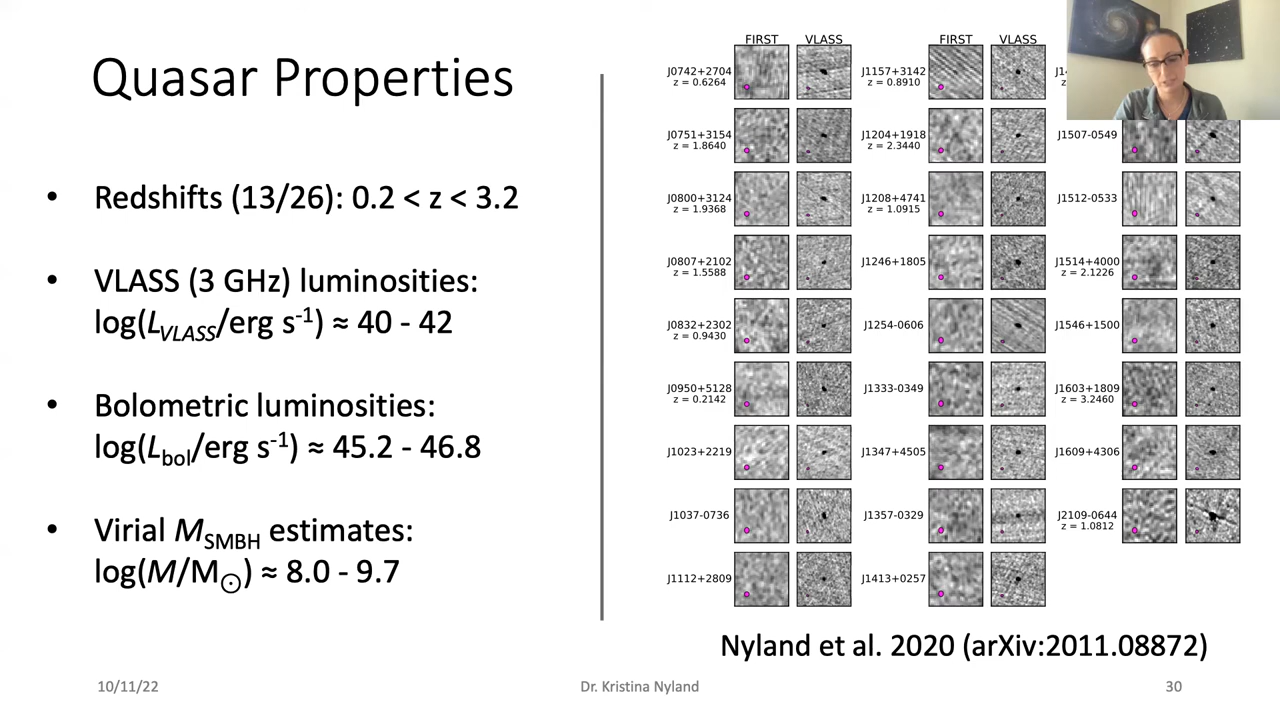 Quasar Properties
• Redshifts (13/26): 0.2 < z < 3.2
• VLASS (3 GHz) luminosities:
log(L_VLASS/erg s⁻¹) ≈ 40 - 42
• Bolometric luminosities:
log(L_bol/erg s⁻¹) ≈ 45.2 - 46.8
• Virial M_SMBH estimates:
log(M/M_⊙) ≈ 8.0 - 9.7
FIRST VLASS
J0742+2704
z = 0.6264
J0751+3154
z = 1.8640
J0800+3124
z = 1.9368
J0807+2102
z = 1.5588
J0832+2302
z = 0.9430
J0950+5128
z = 0.2142
J1023+2219
J1037-0736
J1112+2809
FIRST VLASS
J1157+3142
z = 0.8910
J1204+1918
z = 2.3440
J1208+4741
z = 1.0915
J1246+1805
J1254-0606
J1333-0349
J1347+4505
J1357-0329
J1413+0257
J1507-0549
J1512-0533
J1514+4000
z = 2.1226
J1546+1500
J1603+1809
z = 3.2460
J1609+4306
J2109-0644
z = 1.0812
Nyland et al. 2020 (arXiv:2011.08872)
10/11/22 Dr. Kristina Nyland 30